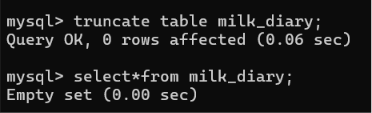 mysql> truncate table milk_diary;
Query OK, 0 rows affected (0.06 sec)
mysql> select*from milk_diary;
Empty set (0.00 sec)